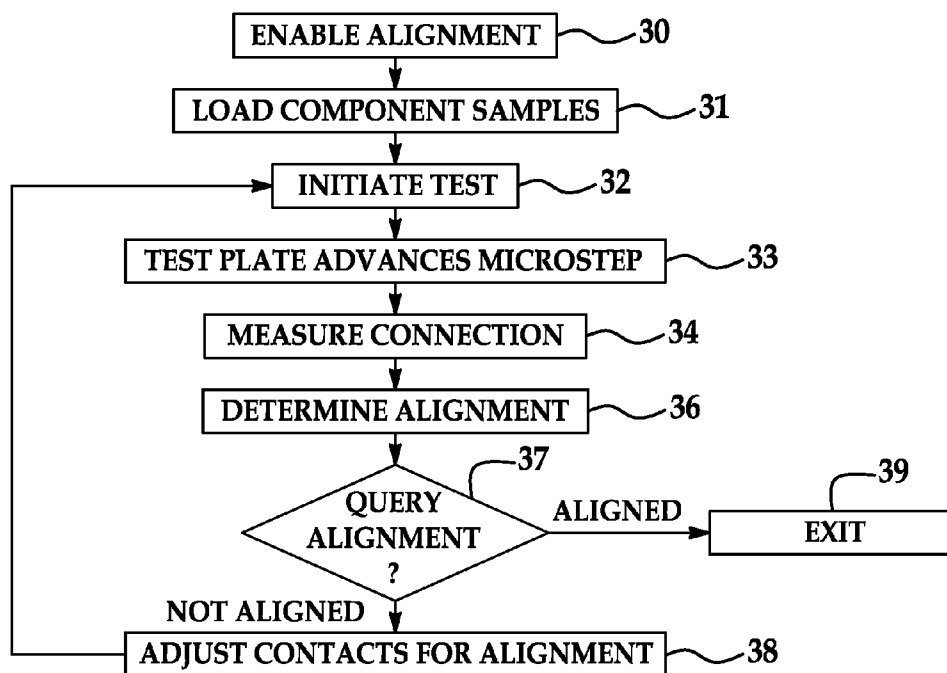 ENABLE ALIGNMENT 30
LOAD COMPONENT SAMPLES 31
INITIATE TEST 32
TEST PLATE ADVANCES MICROSTEP 33
MEASURE CONNECTION 34
DETERMINE ALIGNMENT 36
37
QUERY
ALIGNMENT
?
ALIGNED
39
EXIT
NOT ALIGNED
ADJUST CONTACTS FOR ALIGNMENT 38